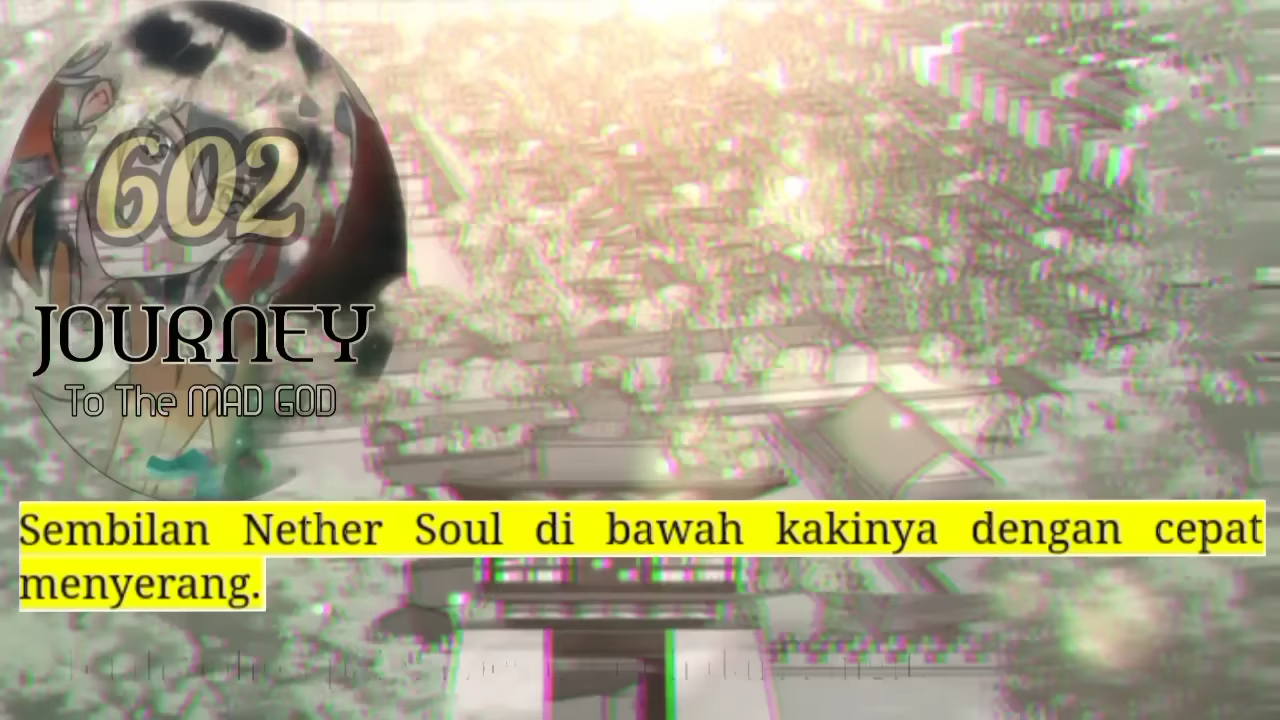 602
JOURNEY
To The MAD GOD
Sembilan Nether Soul di bawah kakinya dengan cepat
menyerang.